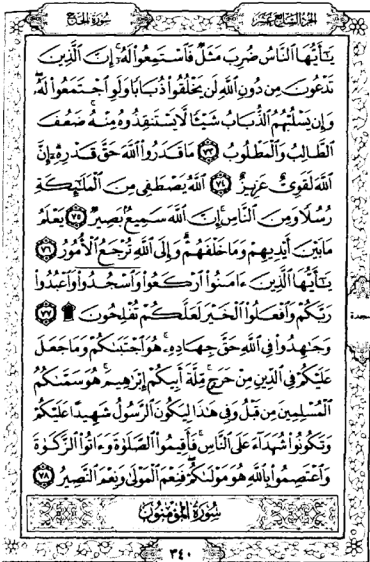 سورة الحج الجزء السابع عشر
يَٰٓأَيُّهَا ٱلنَّاسُ ضُرِبَ مَثَلٌ فَٱسْتَمِعُوا۟ لَهُۥٓ ۚ إِنَّ ٱلَّذِينَ
تَدْعُونَ مِن دُونِ ٱللَّهِ لَن يَخْلُقُوا۟ ذُبَابًا وَلَوِ ٱجْتَمَعُوا۟ لَهُۥ ۖ
وَإِن يَسْلُبْهُمُ ٱلذُّبَابُ شَيْـًٔا لَّا يَسْتَنقِذُوهُ مِنْهُ ۚ ضَعُفَ
ٱلطَّالِبُ وَٱلْمَطْلُوبُ ٧٣ مَا قَدَرُوا۟ ٱللَّهَ حَقَّ قَدْرِهِۦٓ ۗ إِنَّ
ٱللَّهَ لَقَوِىٌّ عَزِيزٌ ٧٤ ٱللَّهُ يَصْطَفِى مِنَ ٱلْمَلَٰٓئِكَةِ
رُسُلًا وَمِنَ ٱلنَّاسِ ۚ إِنَّ ٱللَّهَ سَمِيعٌۢ بَصِيرٌ ٧٥ يَعْلَمُ
مَا بَيْنَ أَيْدِيهِمْ وَمَا خَلْفَهُمْ ۗ وَإِلَى ٱللَّهِ تُرْجَعُ ٱلْأُمُورُ ٧٦
يَٰٓأَيُّهَا ٱلَّذِينَ ءَامَنُوا۟ ٱرْكَعُوا۟ وَٱسْجُدُوا۟ وَٱعْبُدُوا۟
رَبَّكُمْ وَٱفْعَلُوا۟ ٱلْخَيْرَ لَعَلَّكُمْ تُفْلِحُونَ ۩ ٧٧
وَجَٰهِدُوا۟ فِى ٱللَّهِ حَقَّ جِهَادِهِۦ ۚ هُوَ ٱجْتَبَىٰكُمْ وَمَا جَعَلَ
عَلَيْكُمْ فِى ٱلدِّينِ مِنْ حَرَجٍ ۚ مِّلَّةَ أَبِيكُمْ إِبْرَٰهِيمَ ۚ هُوَ سَمَّىٰكُمُ
ٱلْمُسْلِمِينَ مِن قَبْلُ وَفِى هَٰذَا لِيَكُونَ ٱلرَّسُولُ شَهِيدًا عَلَيْكُمْ
وَتَكُونُوا۟ شُهَدَآءَ عَلَى ٱلنَّاسِ ۚ فَأَقِيمُوا۟ ٱلصَّلَوٰةَ وَءَاتُوا۟ ٱلزَّكَوٰةَ
وَٱعْتَصِمُوا۟ بِٱللَّهِ هُوَ مَوْلَىٰكُمْ ۖ فَنِعْمَ ٱلْمَوْلَىٰ وَنِعْمَ ٱلنَّصِيرُ ٧٨
سورة المؤمنون
٣٤٠